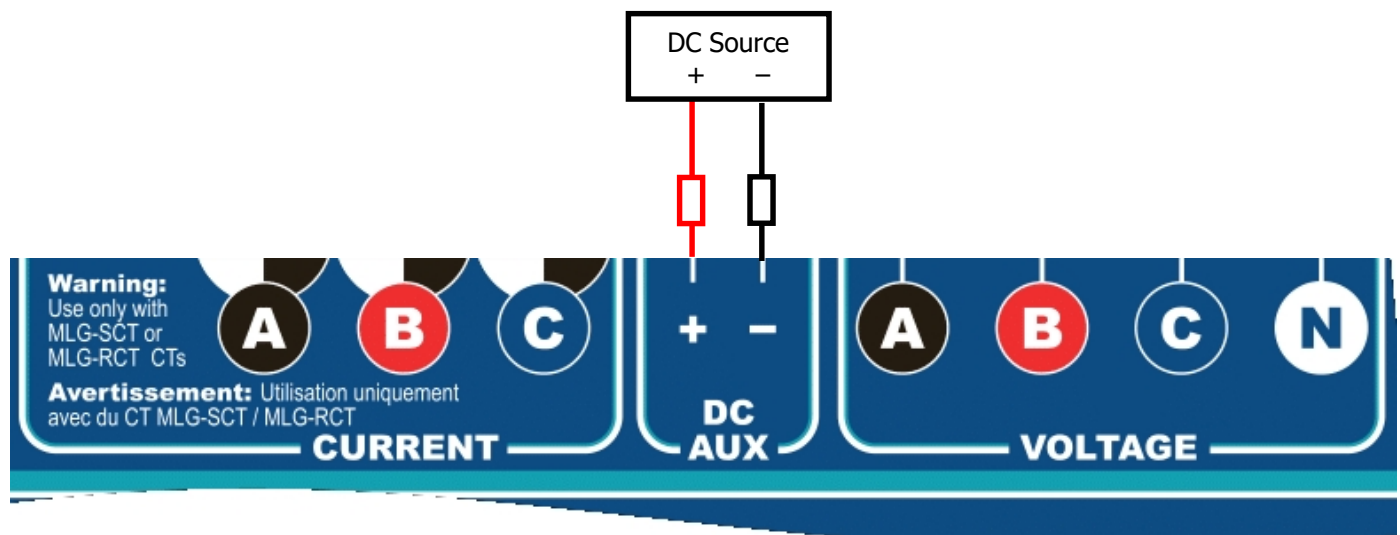 DC Source
+ −
Warning:
Use only with
MLG-SCT or
MLG-RCT CTs
A B C
Avertissement: Utilisation uniquement
avec du CT MLG-SCT / MLG-RCT
CURRENT
+ −
DC
AUX
A B C N
VOLTAGE